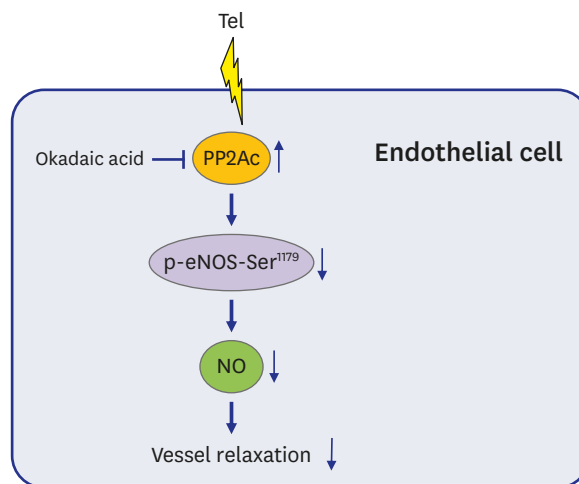 Tel
Okadaic acid
PP2Ac
Endothelial cell
p-eNOS-Ser¹¹⁷⁹
NO
Vessel relaxation